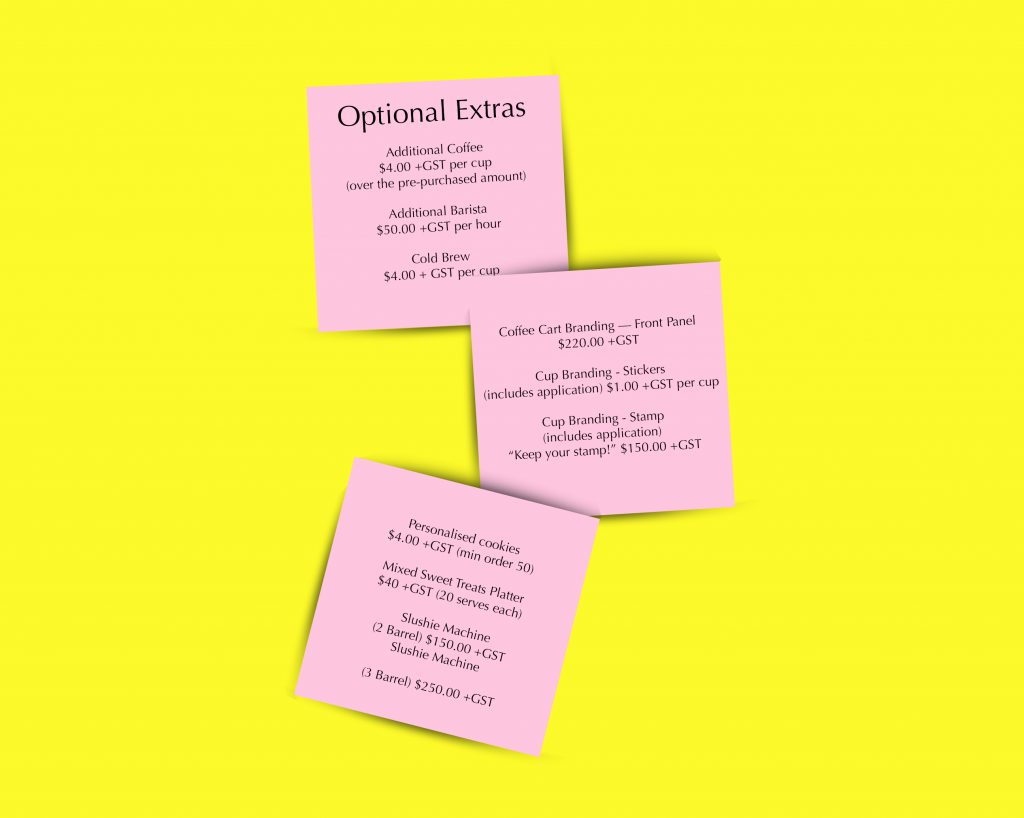 Optional Extras
Additional Coffee
$4.00 +GST per cup
(over the pre-purchased amount)
Additional Barista
$50.00 +GST per hour
Cold Brew
$4.00 + GST per cup
Coffee Cart Branding — Front Panel
$220.00 +GST
Cup Branding - Stickers
(includes application) $1.00 +GST per cup
Cup Branding - Stamp
(includes application)
“Keep your stamp!” $150.00 +GST
Personalised cookies
$4.00 +GST (min order 50)
Mixed Sweet Treats Platter
$40 +GST (20 serves each)
Slushie Machine
(2 Barrel) $150.00 +GST
Slushie Machine
(3 Barrel) $250.00 +GST